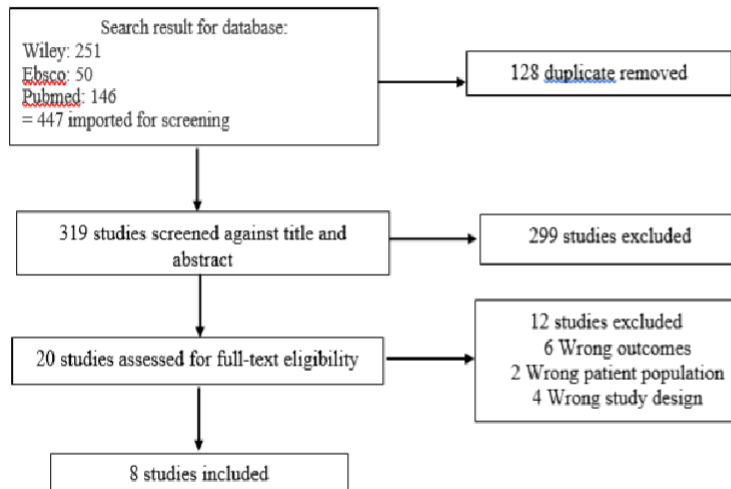 Search result for database:
Wiley: 251
Ebsco: 50
Pubmed: 146
= 447 imported for screening
128 duplicate removed
319 studies screened against title and
abstract
299 studies excluded
20 studies assessed for full-text eligibility
12 studies excluded
6 Wrong outcomes
2 Wrong patient population
4 Wrong study design
8 studies included